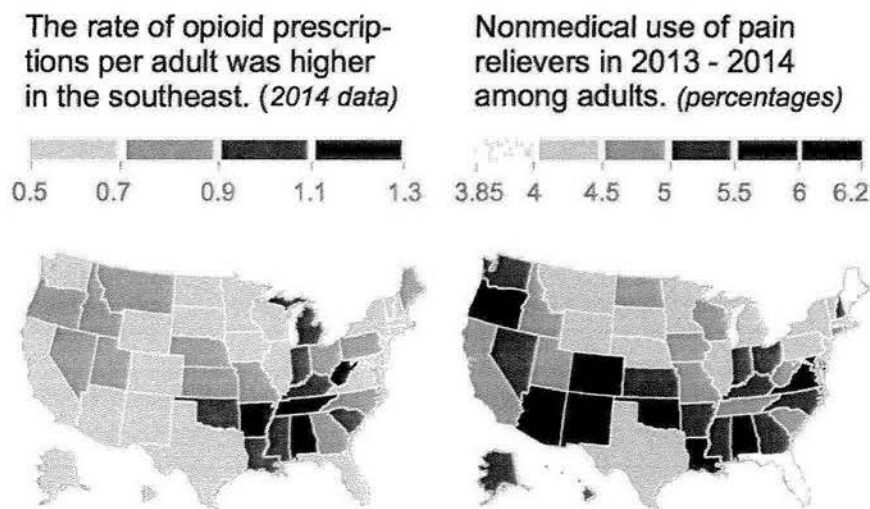 The rate of opioid prescrip-
tions per adult was higher
in the southeast. (2014 data)
0.5 0.7 0.9 1.1 1.3
Nonmedical use of pain
relievers in 2013 - 2014
among adults. (percentages)
3.85 4 4.5 5 5.5 6 6.2